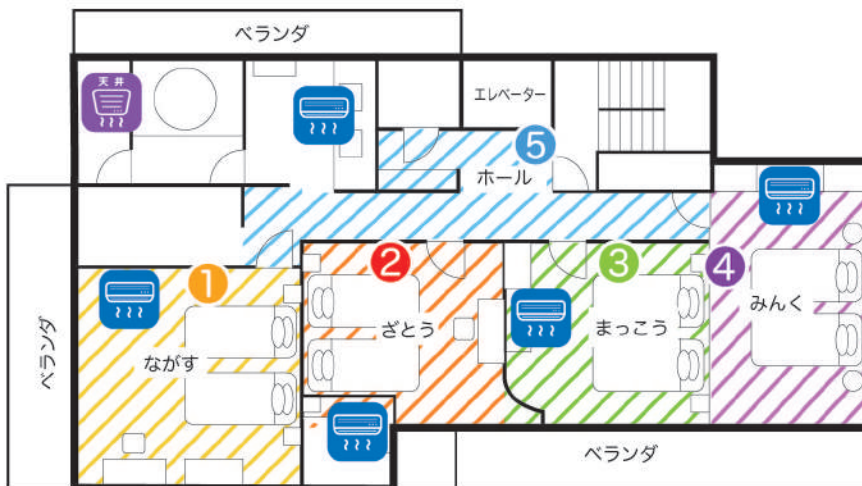 ベランダ
天井
エレベーター
5
ホール
1
2
3
4
みんく
ざとう
まっこう
ながす
ベランダ
ベランダ